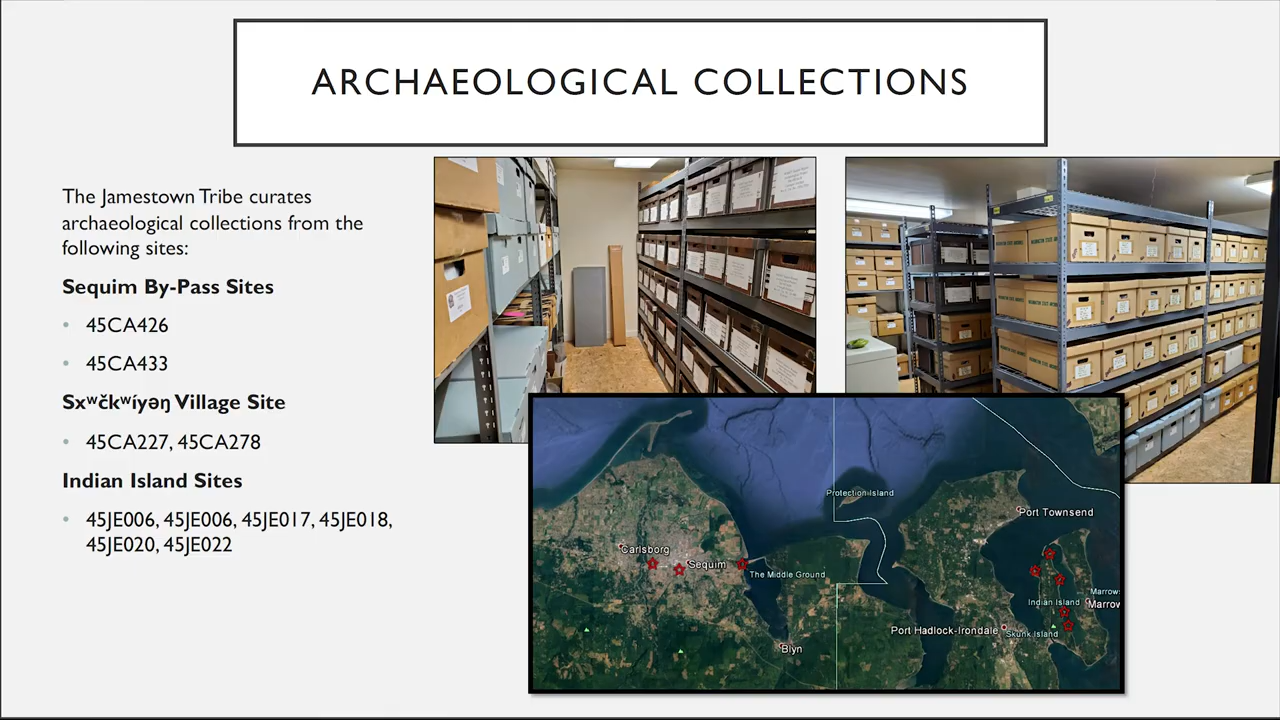 ARCHAEOLOGICAL COLLECTIONS
The Jamestown Tribe curates
archaeological collections from the
following sites:
Sequim By-Pass Sites
• 45CA426
• 45CA433
Sxʷčkʷíyəŋ Village Site
• 45CA227, 45CA278
Indian Island Sites
• 45JE006, 45JE006, 45JE017, 45JE018,
45JE020, 45JE022
Protection Island
Port Townsend
Carlsborg
Sequim
The Middle Ground
Indian Island
Marrows
Marrow
Port Hadlock-Irondale
Skunk Island
Blyn